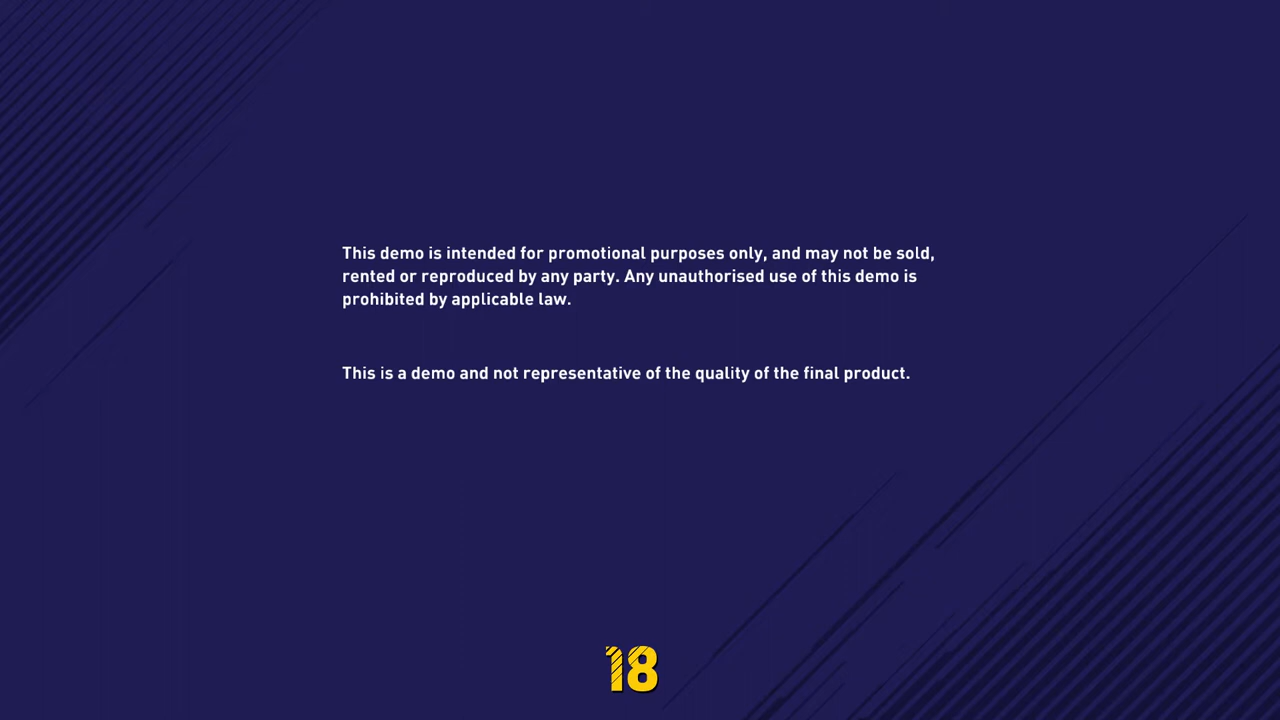 This demo is intended for promotional purposes only, and may not be sold,
rented or reproduced by any party. Any unauthorised use of this demo is
prohibited by applicable law.
This is a demo and not representative of the quality of the final product.
18